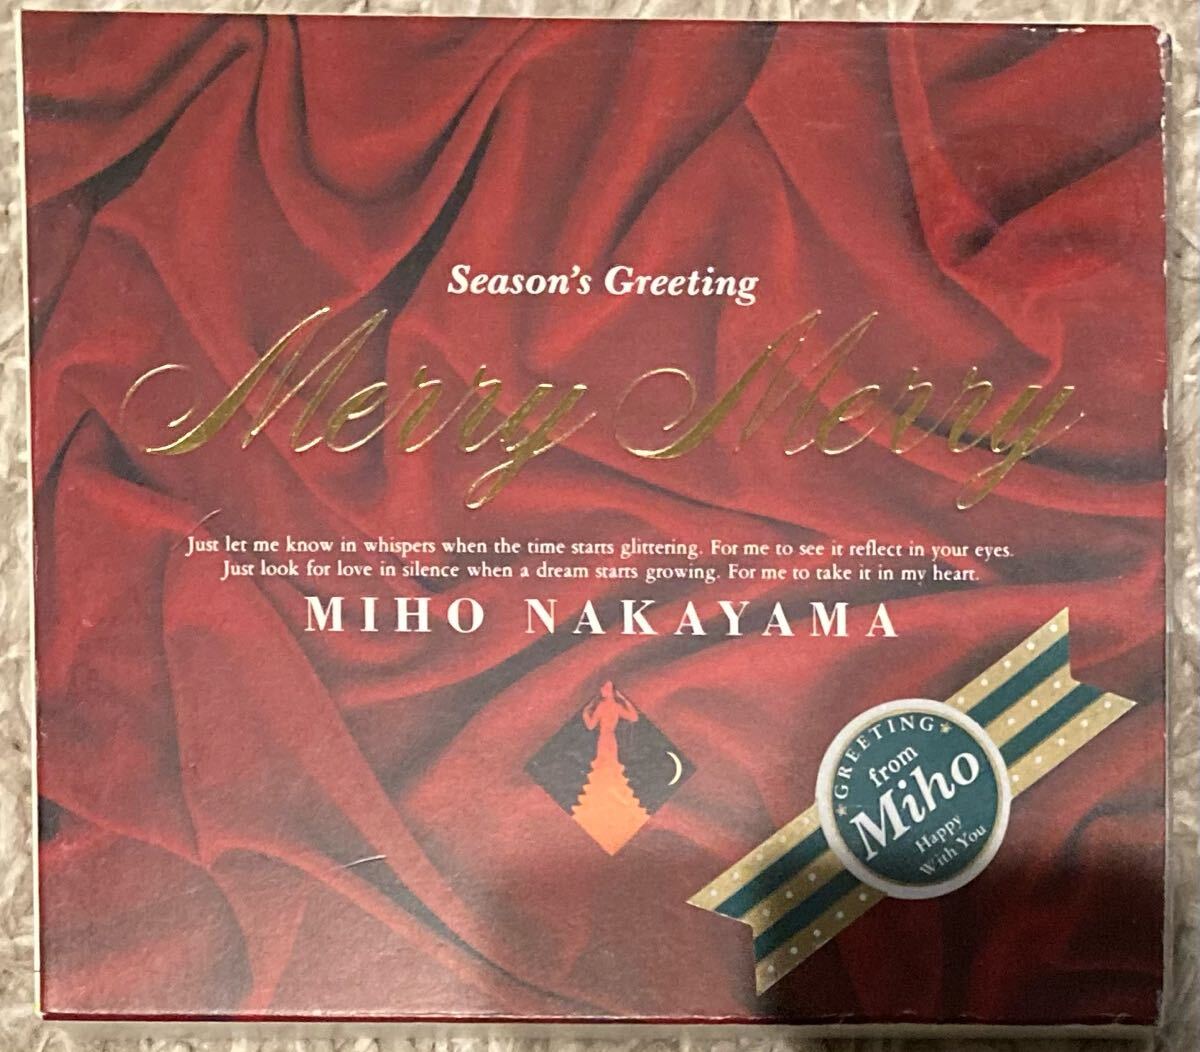 Season's Greeting
Merry Merry
Just let me know in whispers when the time starts glittering. For me to see it reflect in your eyes.
Just look for love in silence when a dream starts growing. For me to take it in my heart.
MIHO NAKAYAMA
GREETING
from
Miho
Happy
With You